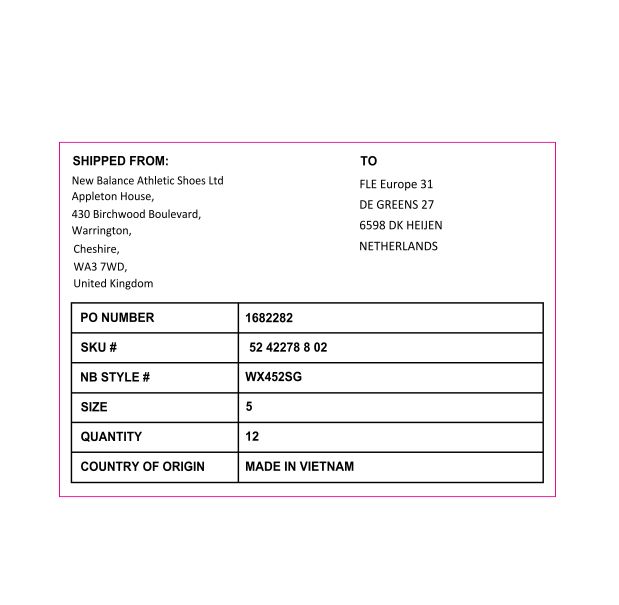 SHIPPED FROM:
New Balance Athletic Shoes Ltd
Appleton House,
430 Birchwood Boulevard,
Warrington,
Cheshire,
WA3 7WD,
United Kingdom
TO
FLE Europe 31
DE GREENS 27
6598 DK HEIJEN
NETHERLANDS
PO NUMBER 1682282
SKU # 52 42278 8 02
NB STYLE # WX452SG
SIZE 5
QUANTITY 12
COUNTRY OF ORIGIN MADE IN VIETNAM